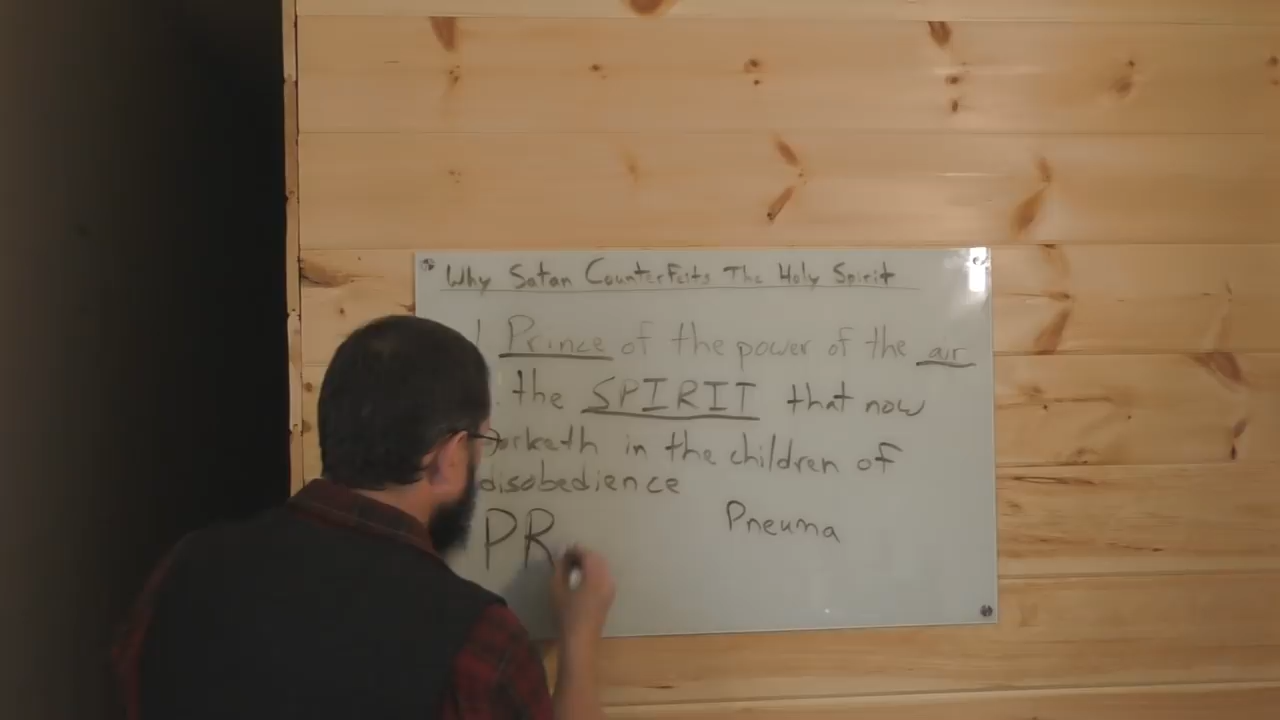 Why Satan Counterfeits The Holy Spirit
1 Prince of the power of the air
the SPIRIT that now
orketh in the children of
disobedience
Pneuma
PR